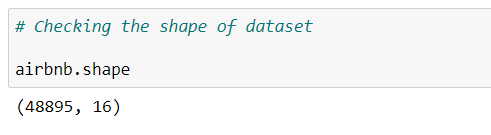 # Checking the shape of dataset
airbnb.shape
(48895, 16)